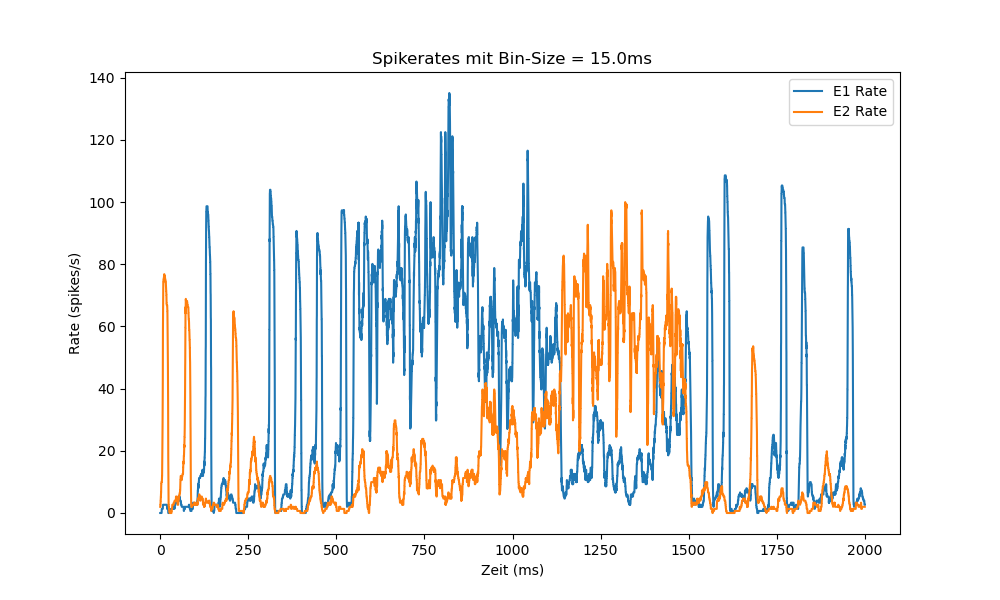 Spikerates mit Bin-Size = 15.0ms
E1 Rate
E2 Rate
140
120
100
80
60
40
20
0
Rate (spikes/s)
0 250 500 750 1000 1250 1500 1750 2000
Zeit (ms)